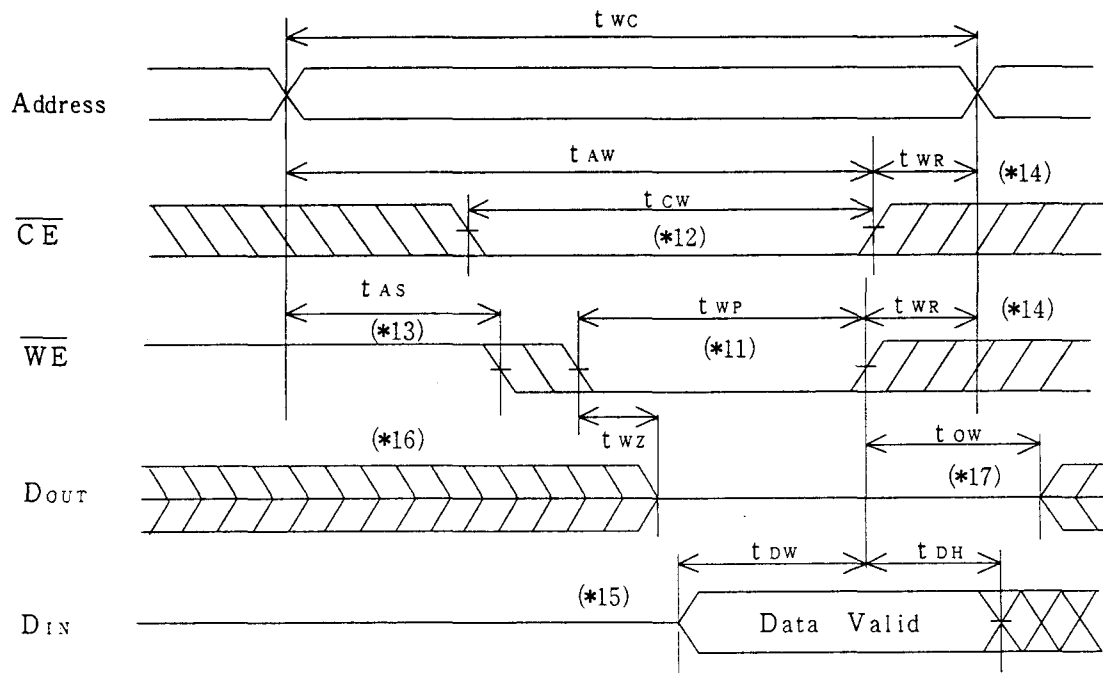 t WC
Address
t AW
t WR
(*14)
CE
t CW
(*12)
t AS
(*13)
t WP
(*11)
t WR
(*14)
WE
t WZ
(*16)
t OW
(*17)
DOUT
t DW
t DH
(*15)
DIN
Data Valid